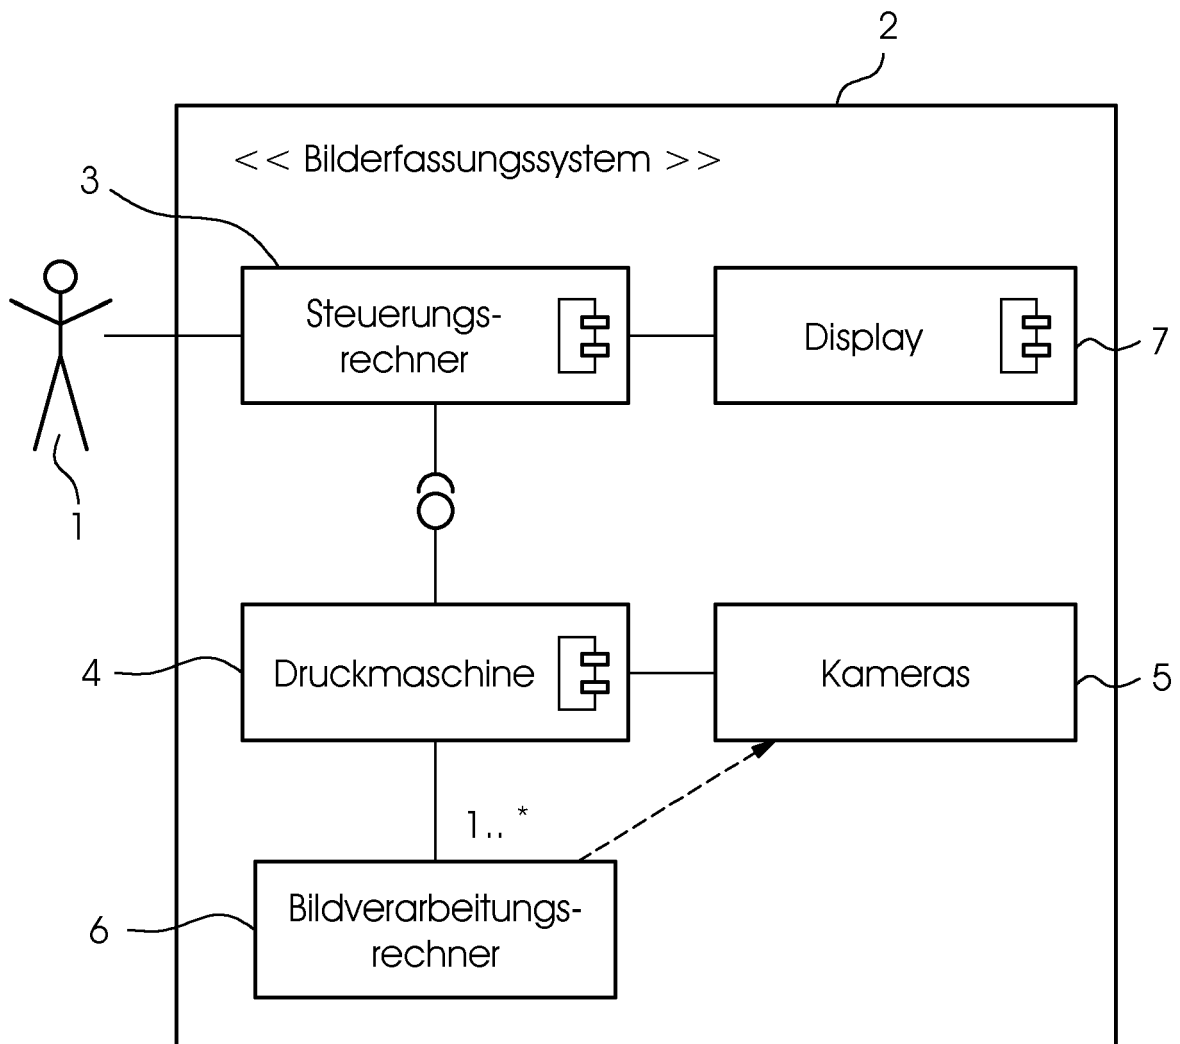 2
<< Bilderfassungssystem >>
3
Steuerungs-
rechner
Display
7
1
4
Druckmaschine
Kameras
5
1.. *
6
Bildverarbeitungs-
rechner